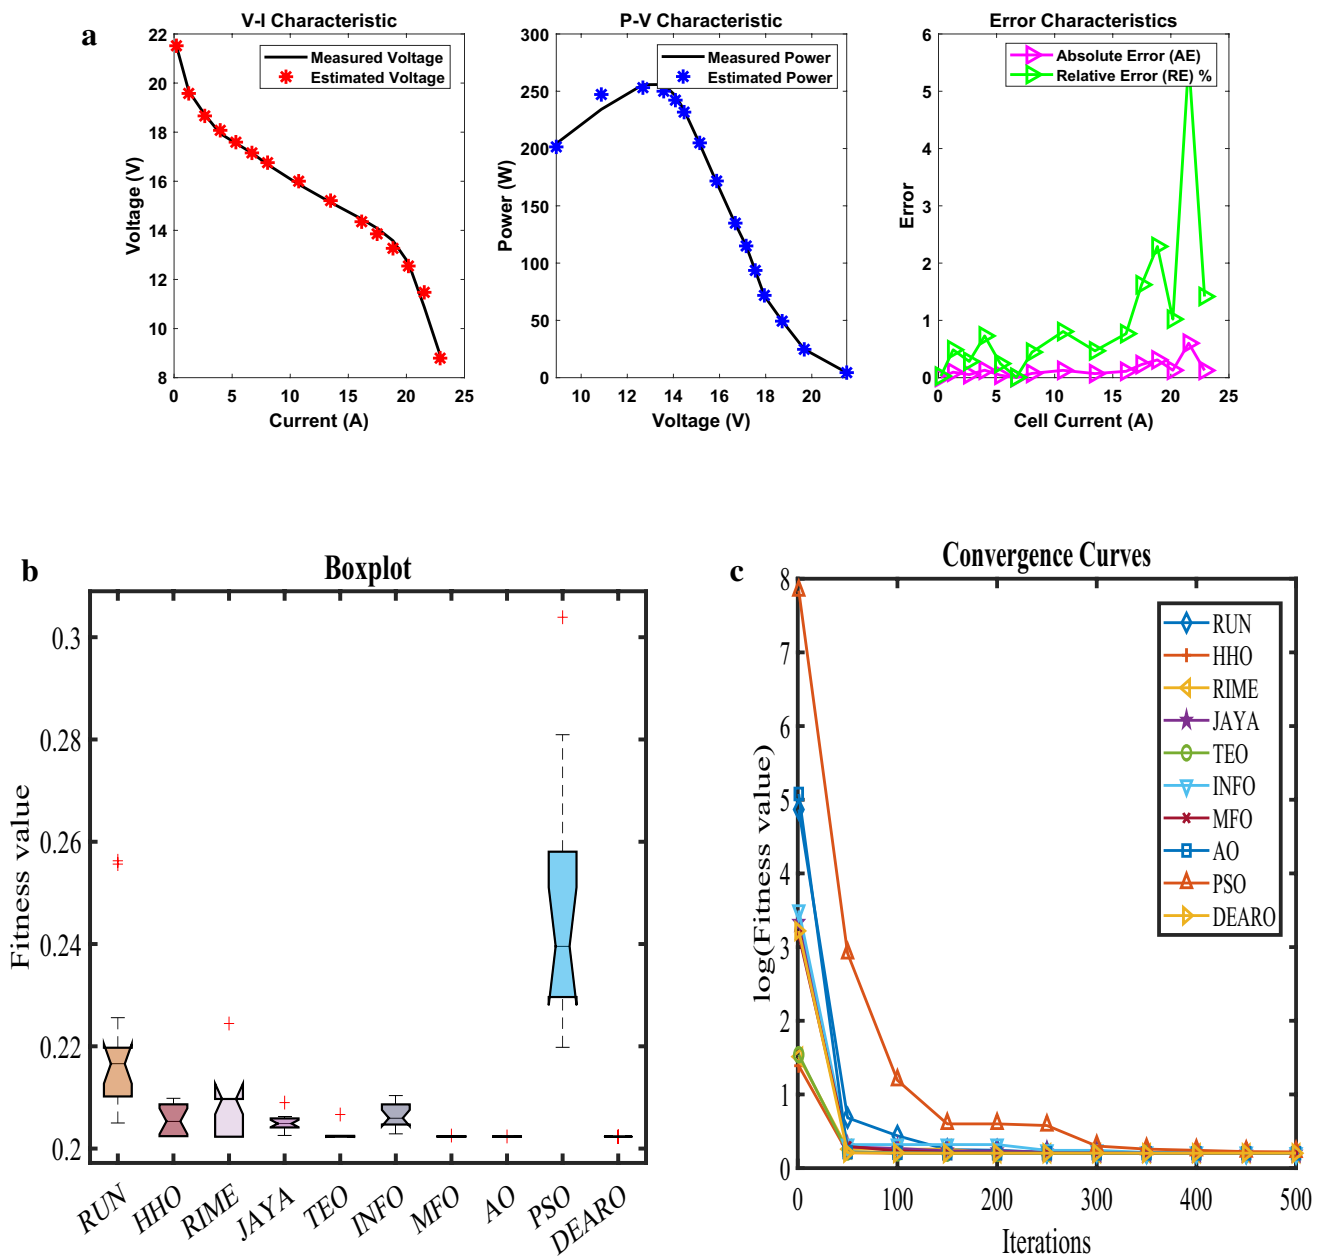 a
V-I Characteristic
22
20
18
16
14
12
10
8
Voltage (V)
Measured Voltage
Estimated Voltage
0 5 10 15 20 25
Current (A)
P-V Characteristic
300
250
200
150
100
50
0
Power (W)
Measured Power
Estimated Power
10 12 14 16 18 20
Voltage (V)
Error Characteristics
6
5
4
3
2
1
0
Error
Absolute Error (AE)
Relative Error (RE) %
0 5 10 15 20 25
Cell Current (A)
b
Boxplot
0.3
0.28
0.26
0.24
0.22
0.2
Fitness value
RUN HHO RIME JAYA TEO INFO MFO AO PSO DEARO
c
Convergence Curves
8
7
6
5
4
3
2
1
0
log(Fitness value)
RUN
HHO
RIME
JAYA
TEO
INFO
MFO
AO
PSO
DEARO
0 100 200 300 400 500
Iterations